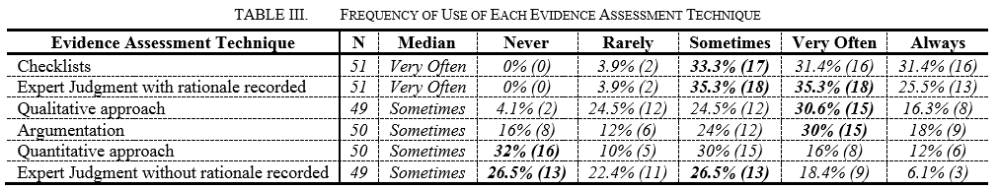 TABLE III. FREQUENCY OF USE OF EACH EVIDENCE ASSESSMENT TECHNIQUE
Evidence Assessment Technique N Median Never Rarely Sometimes Very Often Always
Checklists 51 Very Often 0% (0) 3.9% (2) 33.3% (17) 31.4% (16) 31.4% (16)
Expert Judgment with rationale recorded 51 Very Often 0% (0) 3.9% (2) 35.3% (18) 35.3% (18) 25.5% (13)
Qualitative approach 49 Sometimes 4.1% (2) 24.5% (12) 24.5% (12) 30.6% (15) 16.3% (8)
Argumentation 50 Sometimes 16% (8) 12% (6) 24% (12) 30% (15) 18% (9)
Quantitative approach 50 Sometimes 32% (16) 10% (5) 30% (15) 16% (8) 12% (6)
Expert Judgment without rationale recorded 49 Sometimes 26.5% (13) 22.4% (11) 26.5% (13) 18.4% (9) 6.1% (3)